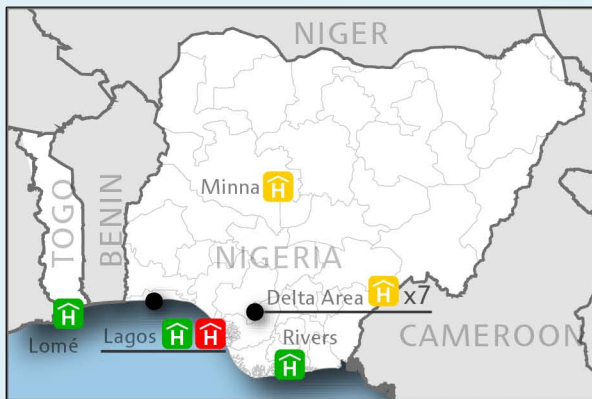 NIGER
Minna H
TOGO
BENIN
NIGERIA
Delta Area H x7
Lomé H
Lagos H H
Rivers H
CAMEROON